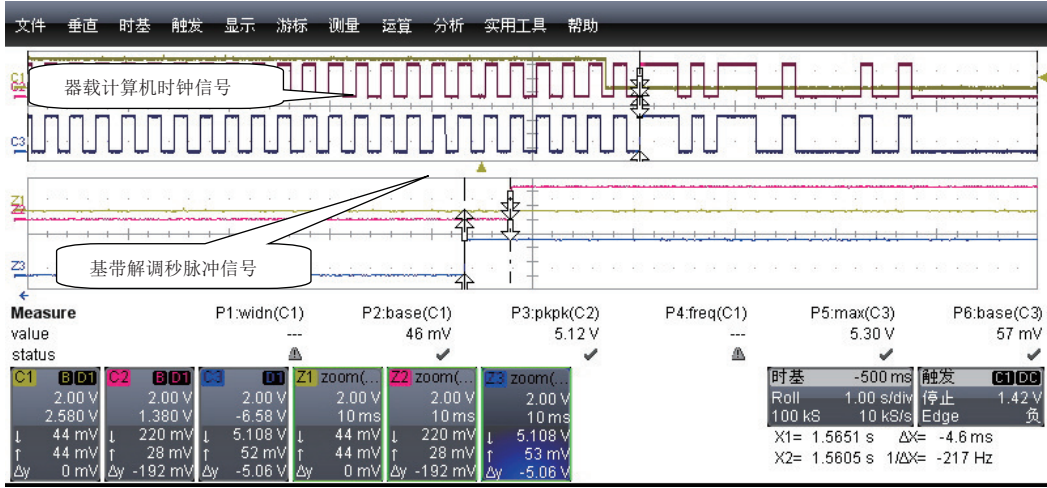 文件 垂直 时基 触发 显示 游标 测量 运算 分析 实用工具 帮助
C1
C2
器载计算机时钟信号
C3
Z1
Z2
基带解调秒脉冲信号
Z3
Measure P1:widn(C1) P2:base(C1) P3:pkpk(C2) P4:freq(C1) P5:max(C3) P6:base(C3)
value --- 46 mV 5.12 V --- 5.30 V 57 mV
status
C1 B D1 C2 B D1 C3 D1 Z1 zoom(... Z2 zoom(... Z3 zoom(... 时基 -500 ms 触发 C1 DC
2.00 V 2.00 V 2.00 V 2.00 V 2.00 V 2.00 V Roll 1.00 s/div 停止 1.42 V
2.580 V 1.380 V -6.58 V 10 ms 10 ms 10 ms 100 kS 10 kS/s Edge 负
↓ 44 mV ↓ 220 mV ↓ 5.108 V ↓ 44 mV ↓ 220 mV ↓ 5.108 V X1= 1.5651 s ΔX= -4.6 ms
↑ 44 mV ↑ 28 mV ↑ 52 mV ↑ 44 mV ↑ 28 mV ↑ 53 mV X2= 1.5605 s 1/ΔX= -217 Hz
Δy 0 mV Δy -192 mV Δy -5.06 V Δy 0 mV Δy -192 mV Δy -5.06 V